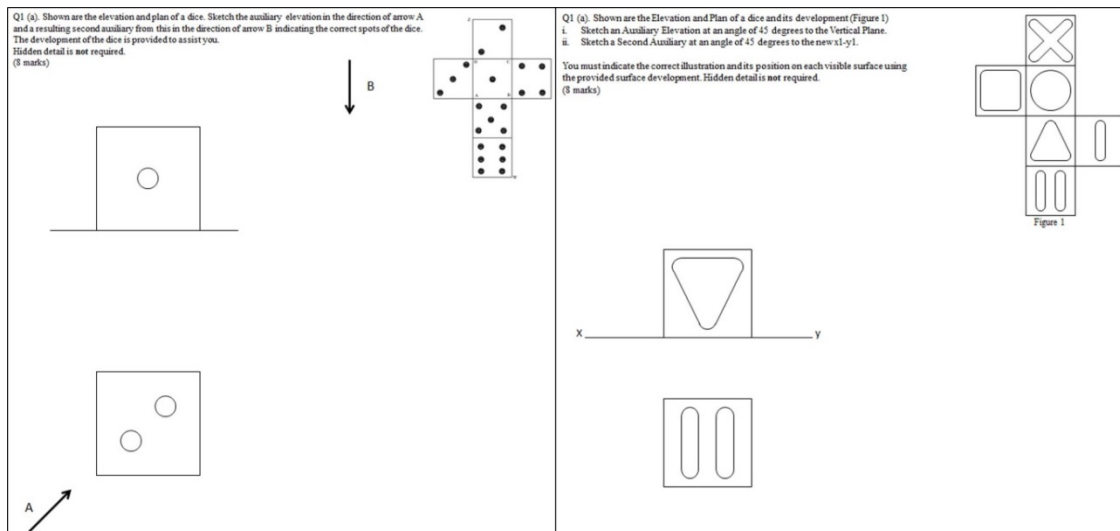 Q1 (a). Shown are the elevation and plan of a dice. Sketch the auxiliary elevation in the direction of arrow A
and a resulting second auxiliary from this in the direction of arrow B indicating the correct spots of the dice.
The development of the dice is provided to assist you.
Hidden detail is not required.
(8 marks)
B
D
C
A
B
A
Q1 (a). Shown are the Elevation and Plan of a dice and its development (Figure 1)
i. Sketch an Auxiliary Elevation at an angle of 45 degrees to the Vertical Plane.
ii. Sketch a Second Auxiliary at an angle of 45 degrees to the new x1-y1.
You must indicate the correct illustration and its position on each visible surface using
the provided surface development. Hidden detail is not required.
(8 marks)
Figure 1
x
y